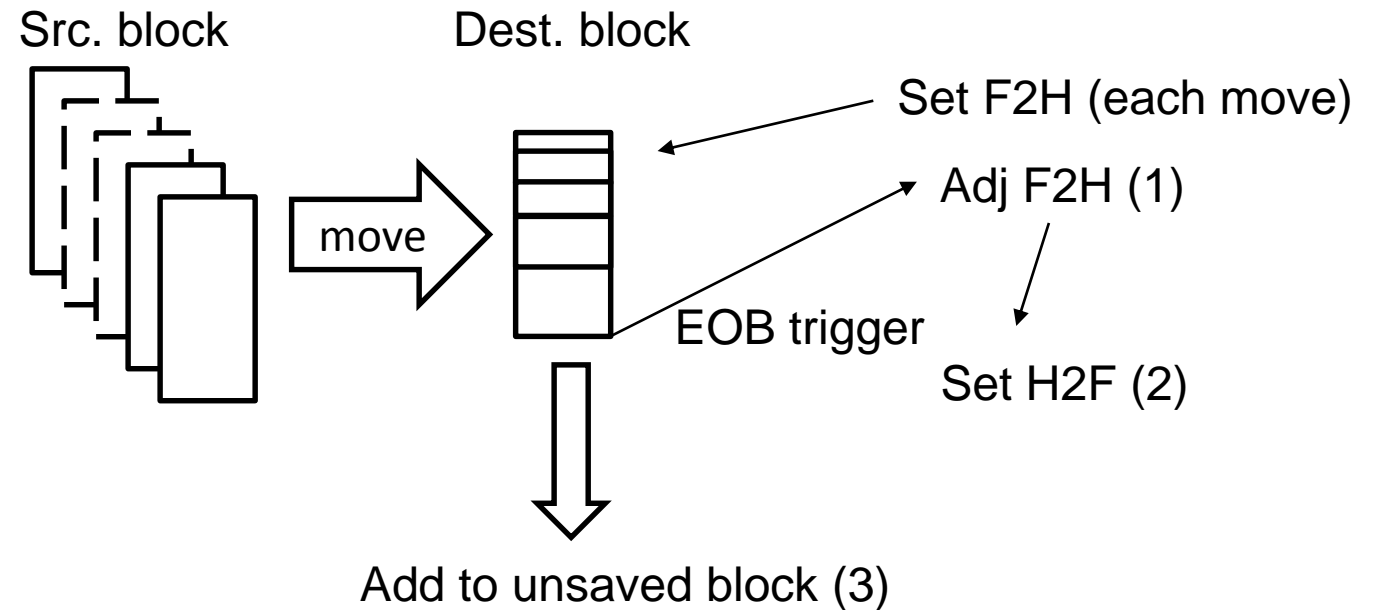 Src. block
Dest. block
Set F2H (each move)
Adj F2H (1)
move
EOB trigger
Set H2F (2)
Add to unsaved block (3)